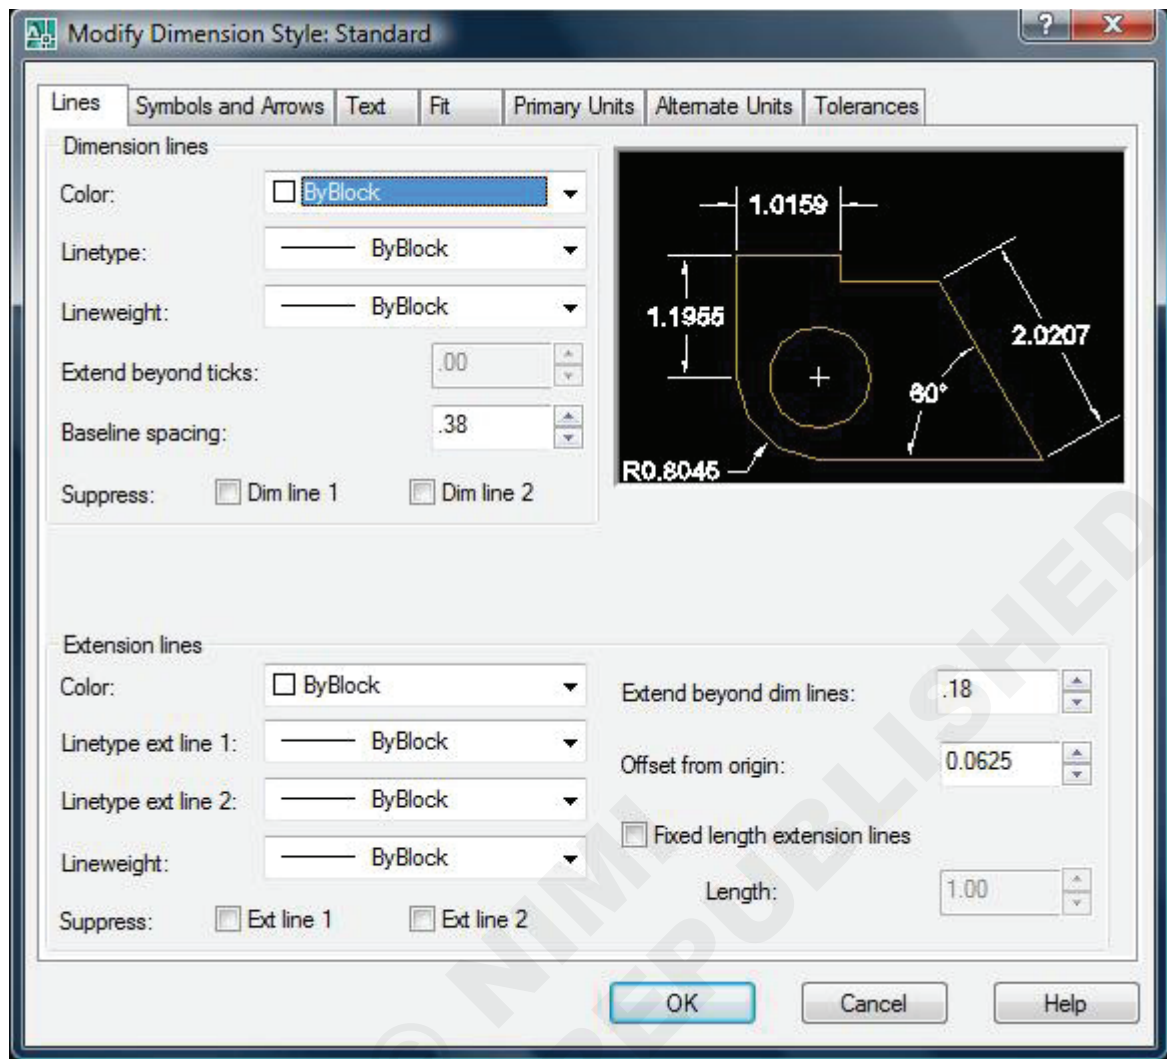 Modify Dimension Style: Standard
? X
Lines Symbols and Arrows Text Fit Primary Units Alternate Units Tolerances
Dimension lines
Color: ByBlock
Linetype: ByBlock
Lineweight: ByBlock
Extend beyond ticks: .00
Baseline spacing: .38
Suppress: Dim line 1 Dim line 2
1.0159
1.1955
2.0207
60°
R0.8045
Extension lines
Color: ByBlock
Linetype ext line 1: ByBlock
Linetype ext line 2: ByBlock
Lineweight: ByBlock
Suppress: Ext line 1 Ext line 2
Extend beyond dim lines: .18
Offset from origin: 0.0625
Fixed length extension lines
Length: 1.00
OK Cancel Help
© NIMI
REPUBLISHED